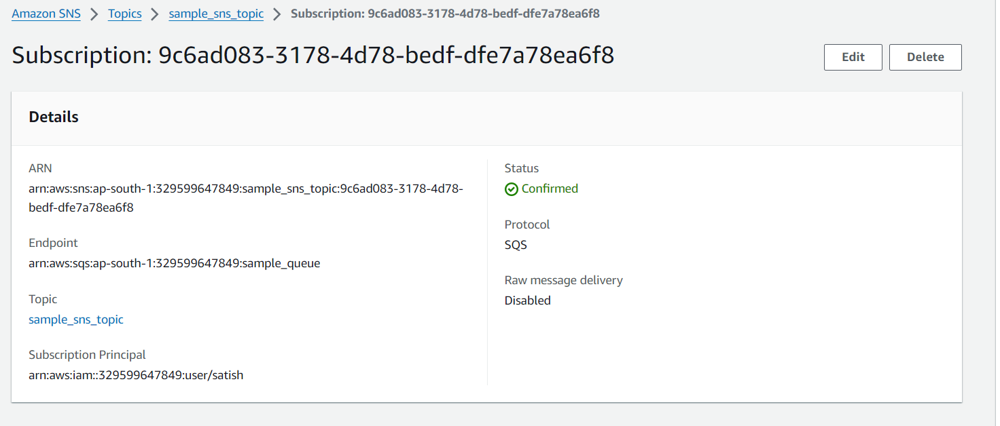 Amazon SNS > Topics > sample_sns_topic > Subscription: 9c6ad083-3178-4d78-bedf-dfe7a78ea6f8
Subscription: 9c6ad083-3178-4d78-bedf-dfe7a78ea6f8
Edit
Delete
Details
ARN
arn:aws:sns:ap-south-1:329599647849:sample_sns_topic:9c6ad083-3178-4d78-
bedf-dfe7a78ea6f8
Endpoint
arn:aws:sqs:ap-south-1:329599647849:sample_queue
Topic
sample_sns_topic
Subscription Principal
arn:aws:iam::329599647849:user/satish
Status
Confirmed
Protocol
SQS
Raw message delivery
Disabled